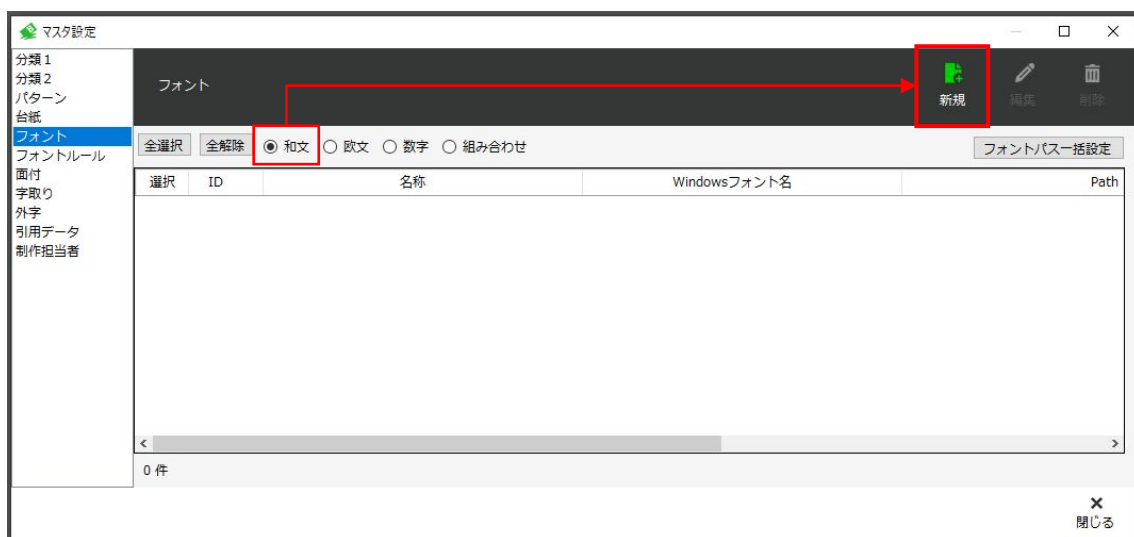 マスタ設定
分類1
分類2
パターン
台紙
フォント
フォントルール
面付
字取り
外字
引用データ
制作担当者
フォント
新規
編集
削除
全選択 全解除 和文 欧文 数字 組み合わせ フォントパス一括設定
選択 ID 名称 Windowsフォント名 Path
0 件
閉じる